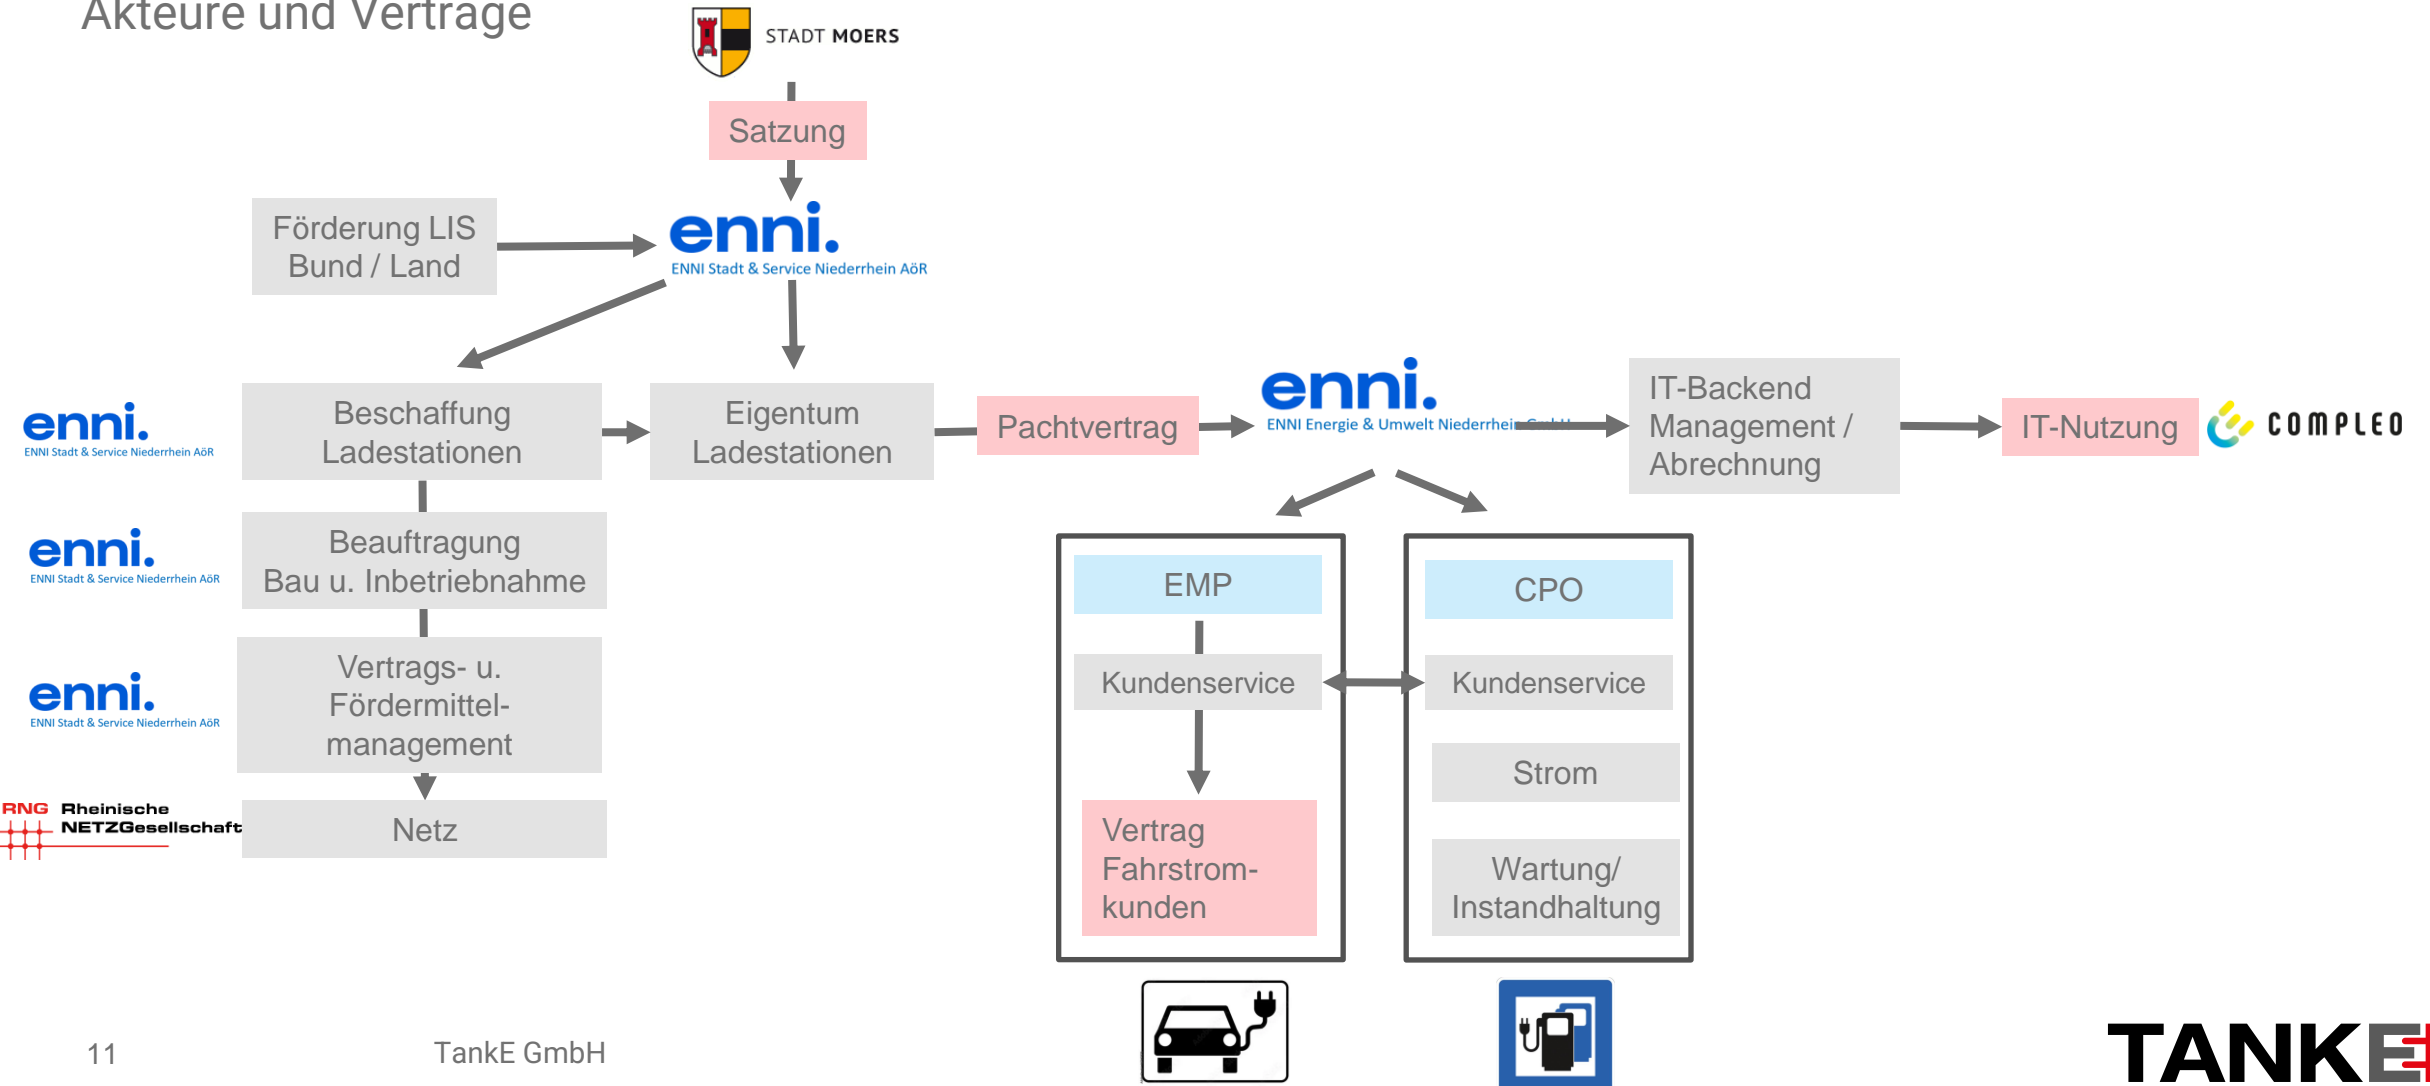 Akteure und Verträge
STADT MOERS
Satzung
Förderung LIS
Bund / Land
enni.
ENNI Stadt & Service Niederrhein AöR
enni.
ENNI Stadt & Service Niederrhein AöR
Beschaffung
Ladestationen
Eigentum
Ladestationen
Pachtvertrag
enni.
ENNI Energie & Umwelt Niederrhein GmbH
IT-Backend
Management /
Abrechnung
IT-Nutzung
COMPLEO
enni.
ENNI Stadt & Service Niederrhein AöR
Beauftragung
Bau u. Inbetriebnahme
enni.
ENNI Stadt & Service Niederrhein AöR
Vertrags- u.
Fördermittel-
management
RNG Rheinische
NETZGesellschaft
Netz
EMP
Kundenservice
Vertrag
Fahrstrom-
kunden
CPO
Kundenservice
Strom
Wartung/
Instandhaltung
11
TankE GmbH
TANKE